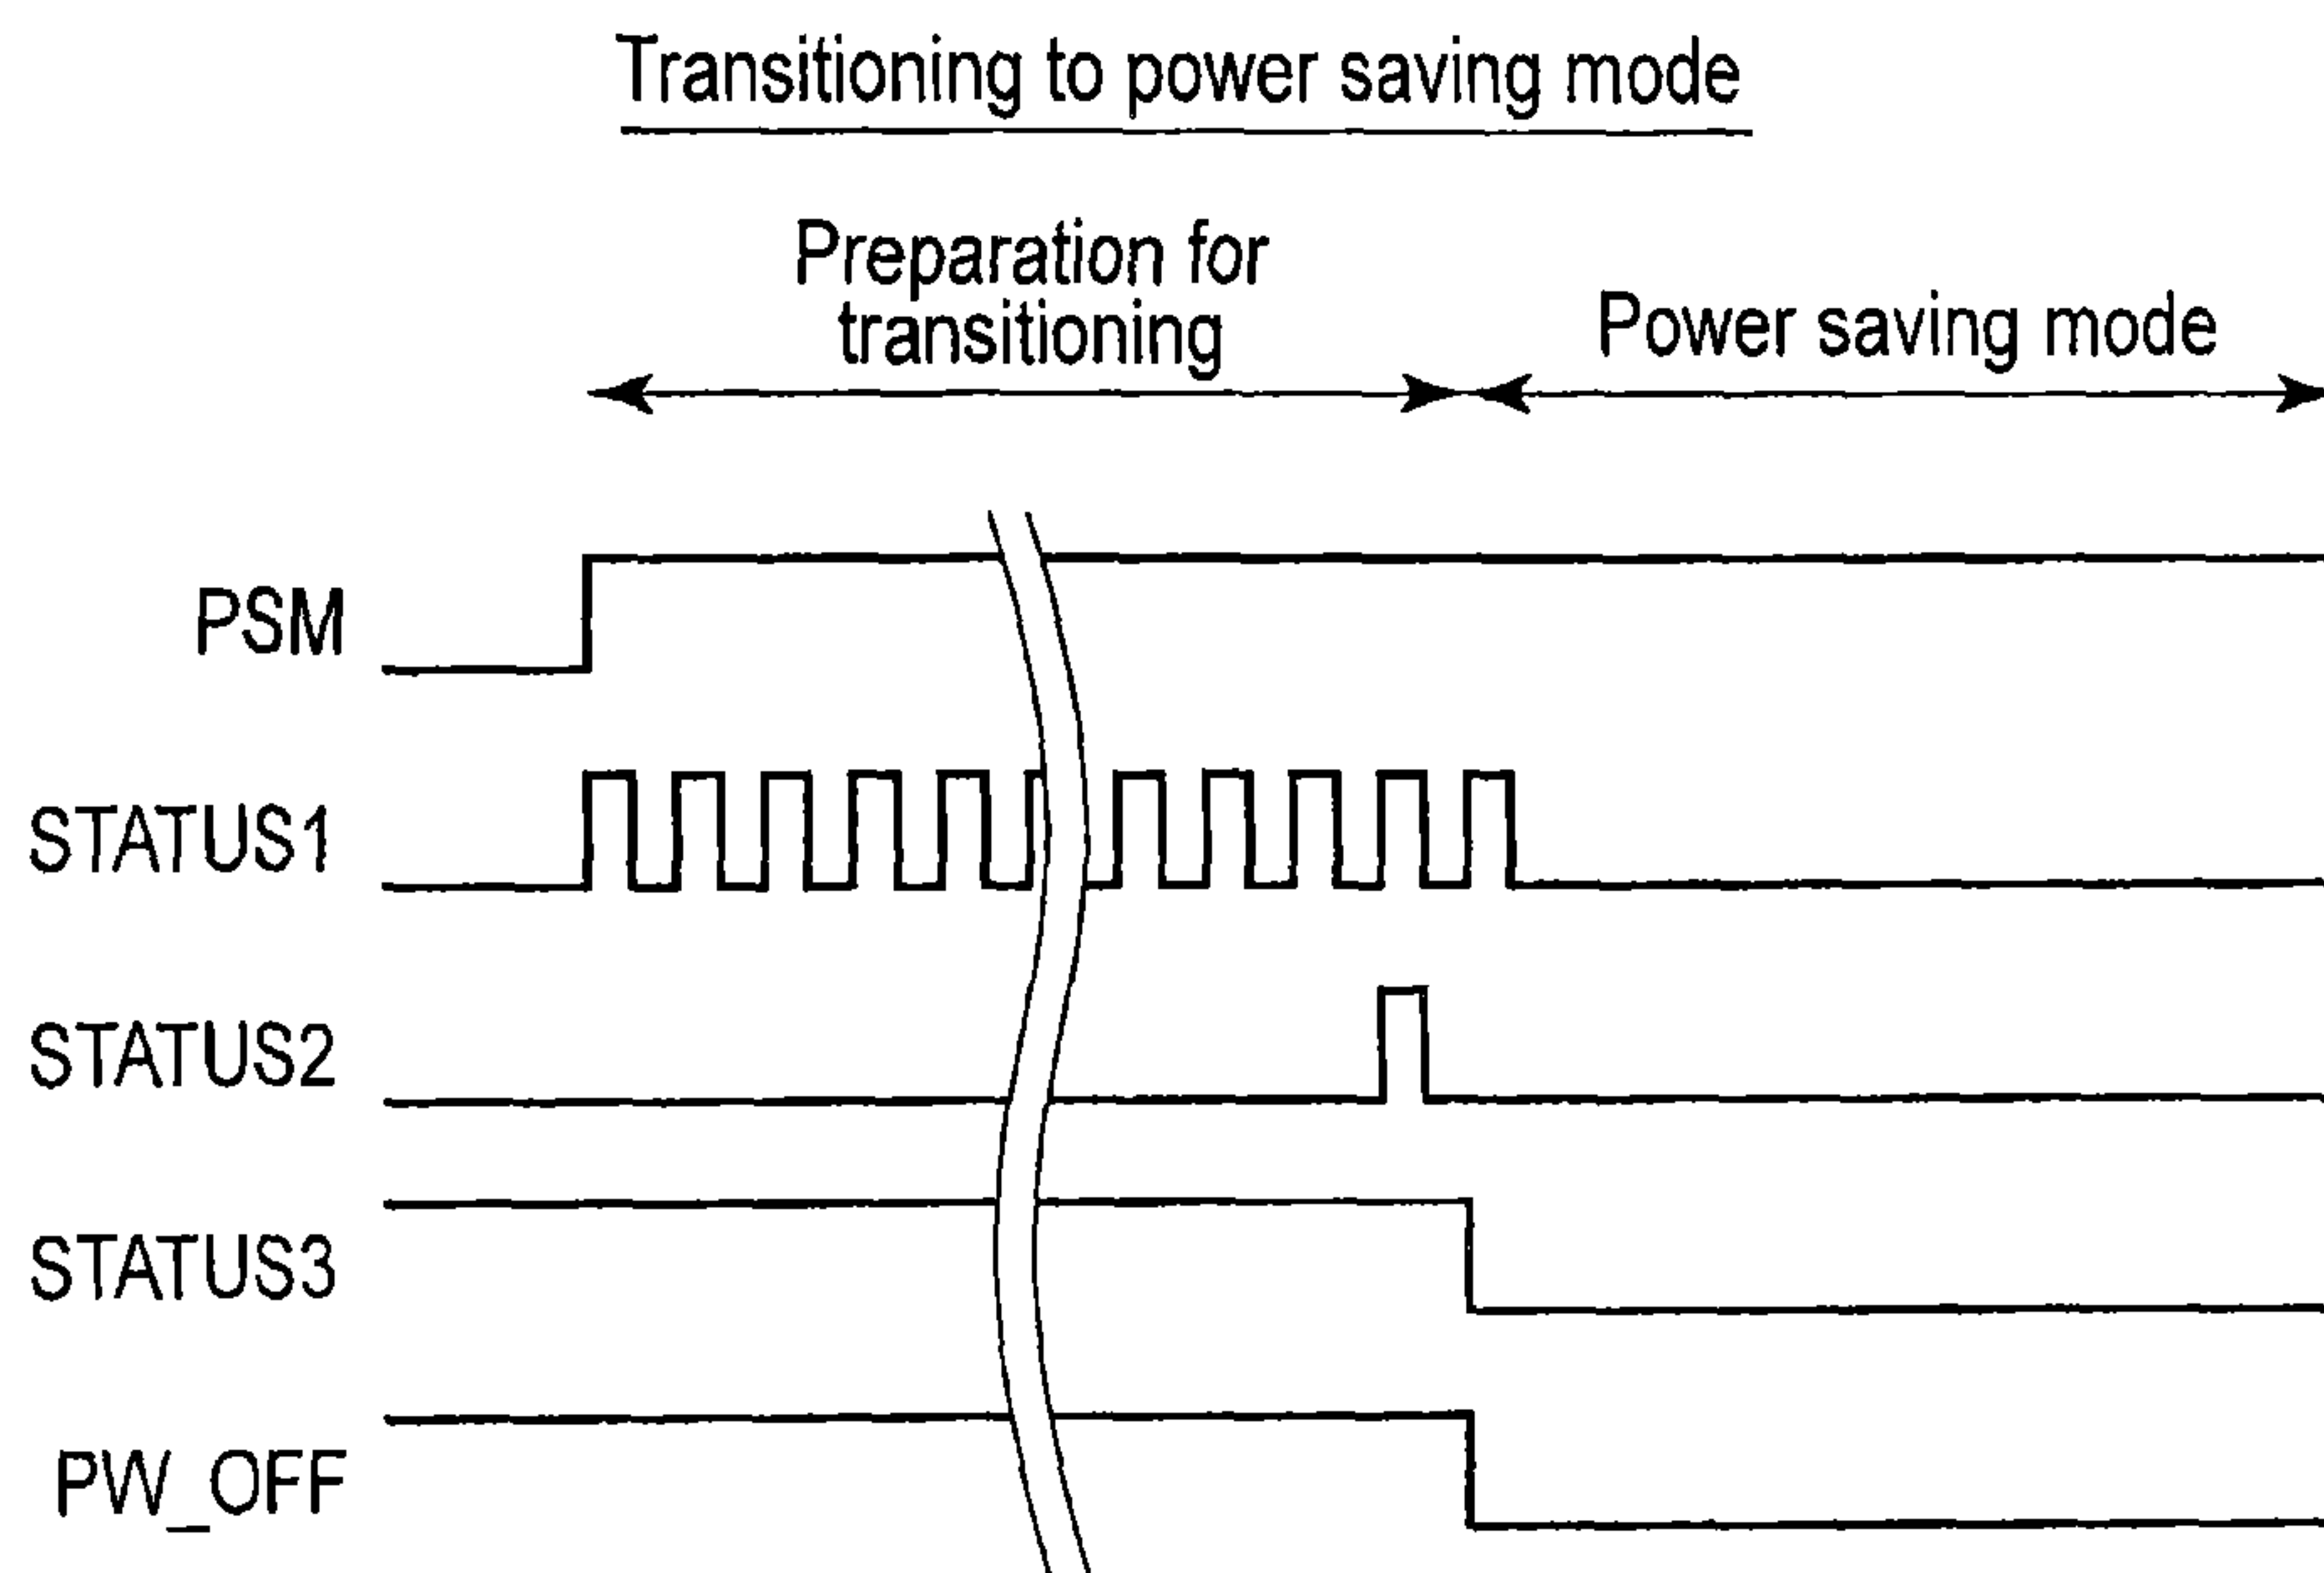 Transitioning to power saving mode
Preparation for
transitioning
Power saving mode
PSM
STATUS1
STATUS2
STATUS3
PW_OFF